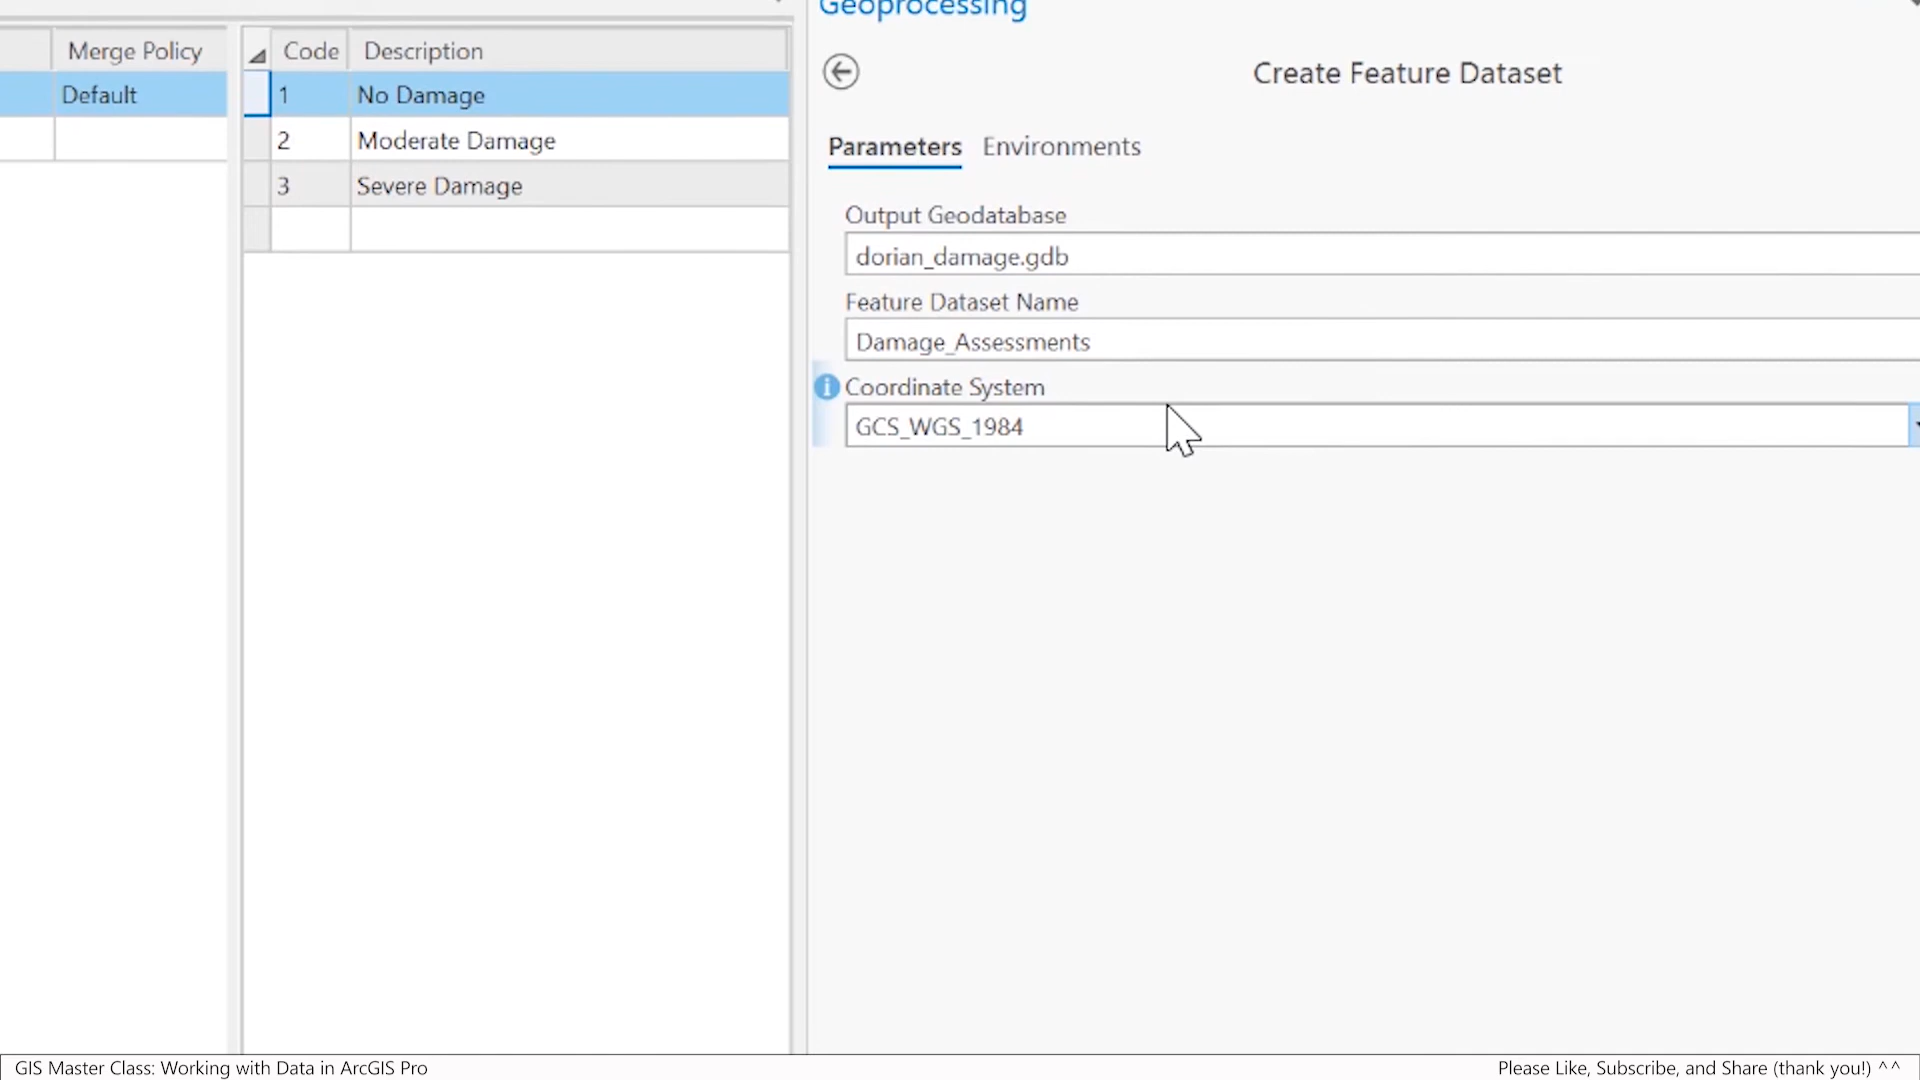 Geoprocessing
Merge Policy
Code
Description
Create Feature Dataset
Default
1
No Damage
2
Moderate Damage
3
Severe Damage
Parameters
Environments
Output Geodatabase
dorian_damage.gdb
Feature Dataset Name
Damage_Assessments
Coordinate System
GCS_WGS_1984
GIS Master Class: Working with Data in ArcGIS Pro
Please Like, Subscribe, and Share (thank you!) ^^